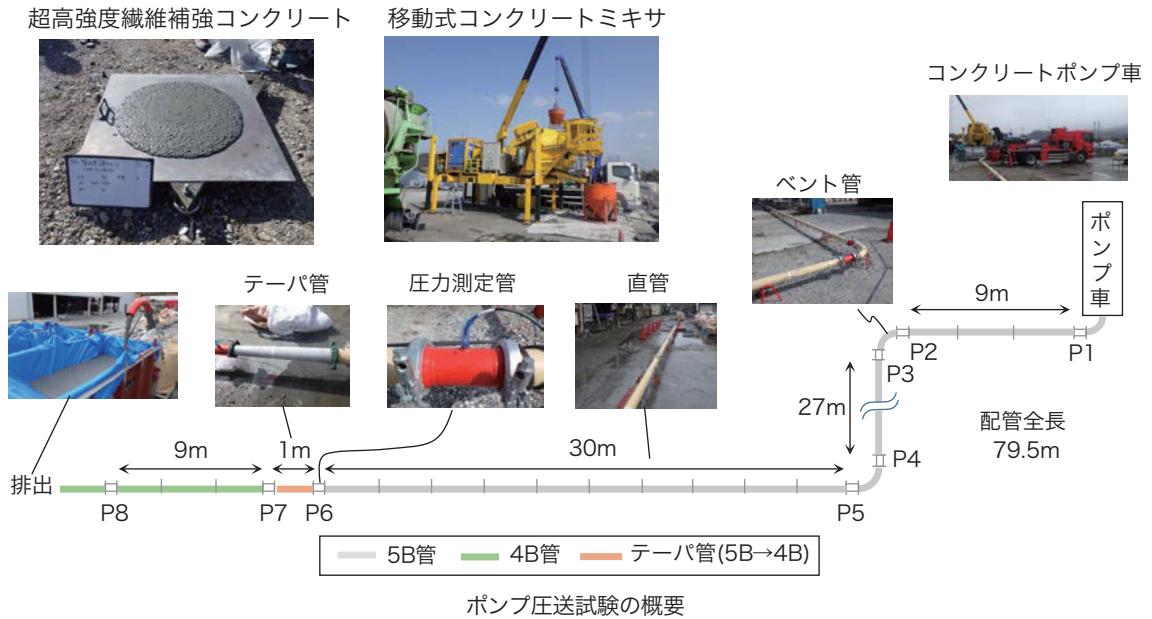 超高強度繊維補強コンクリート
移動式コンクリートミキサ
コンクリートポンプ車
ベント管
ポンプ車
テーパ管
圧力測定管
直管
9m
P2
P1
P3
27m
配管全長
79.5m
P4
9m
1m
30m
排出
P8
P7
P6
P5
5B管
4B管
テーパ管(5B→4B)
ポンプ圧送試験の概要